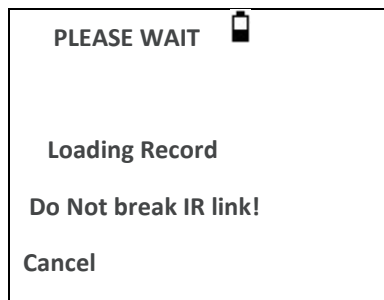 PLEASE WAIT
Loading Record
Do Not break IR link!
Cancel